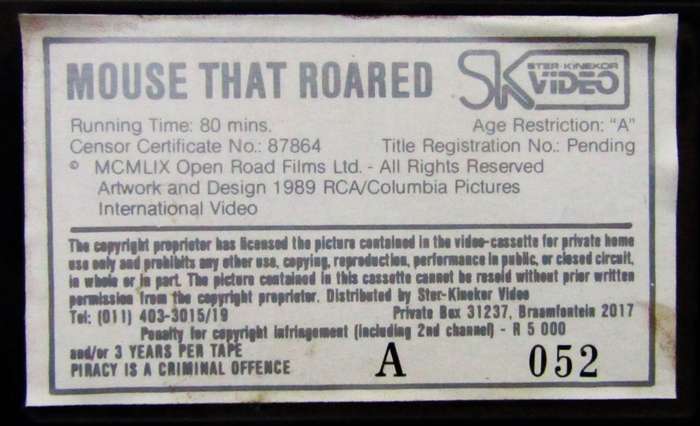 MOUSE THAT ROARED
SK STER-KINEKOR VIDEO
Running Time: 80 mins. Age Restriction: "A"
Censor Certificate No.: 87864 Title Registration No.: Pending
© MCMLIX Open Road Films Ltd. - All Rights Reserved
Artwork and Design 1989 RCA/Columbia Pictures
International Video
The copyright proprietor has licensed the picture contained in the video-cassette for private home
use only and prohibits any other use, copying, reproduction, performance in public, or closed circuit,
in whole or in part. The picture contained in this cassette cannot be resold without prior written
permission from the copyright proprietor. Distributed by Ster-Kinekor Video
Tel: (011) 403-3015/19 Private Box 31237, Braamfontein 2017
Penalty for copyright infringement (including 2nd channel) - R 5 000
and/or 3 YEARS PER TAPE
PIRACY IS A CRIMINAL OFFENCE A 052